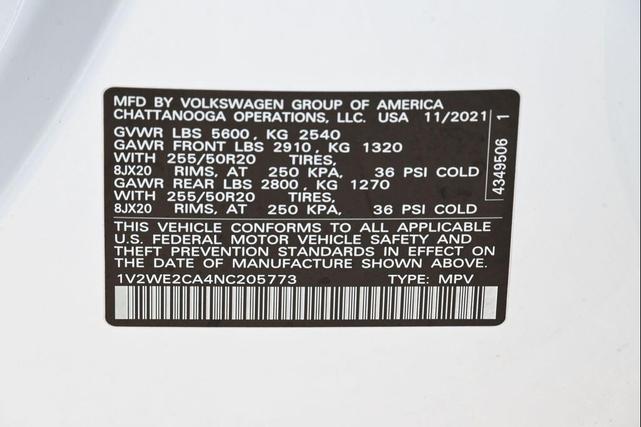 MFD BY VOLKSWAGEN GROUP OF AMERICA
CHATTANOOGA OPERATIONS, LLC. USA 11/2021
GVWR LBS 5600, KG 2540
GAWR FRONT LBS 2910, KG 1320
WITH 255/50R20 TIRES,
8JX20 RIMS, AT 250 KPA, 36 PSI COLD
GAWR REAR LBS 2800, KG 1270
WITH 255/50R20 TIRES,
8JX20 RIMS, AT 250 KPA, 36 PSI COLD
4349506 1
THIS VEHICLE CONFORMS TO ALL APPLICABLE
U.S. FEDERAL MOTOR VEHICLE SAFETY AND
THEFT PREVENTION STANDARDS IN EFFECT ON
THE DATE OF MANUFACTURE SHOWN ABOVE.
1V2WE2CA4NC205773 TYPE: MPV